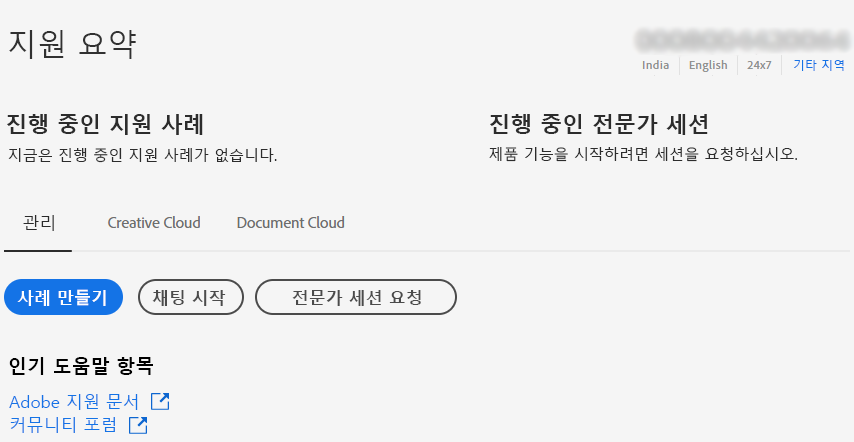 지원 요약
India English 24x7 기타 지역
진행 중인 지원 사례
지금은 진행 중인 지원 사례가 없습니다.
진행 중인 전문가 세션
제품 기능을 시작하려면 세션을 요청하십시오.
관리 Creative Cloud Document Cloud
사례 만들기 채팅 시작 전문가 세션 요청
인기 도움말 항목
Adobe 지원 문서
커뮤니티 포럼